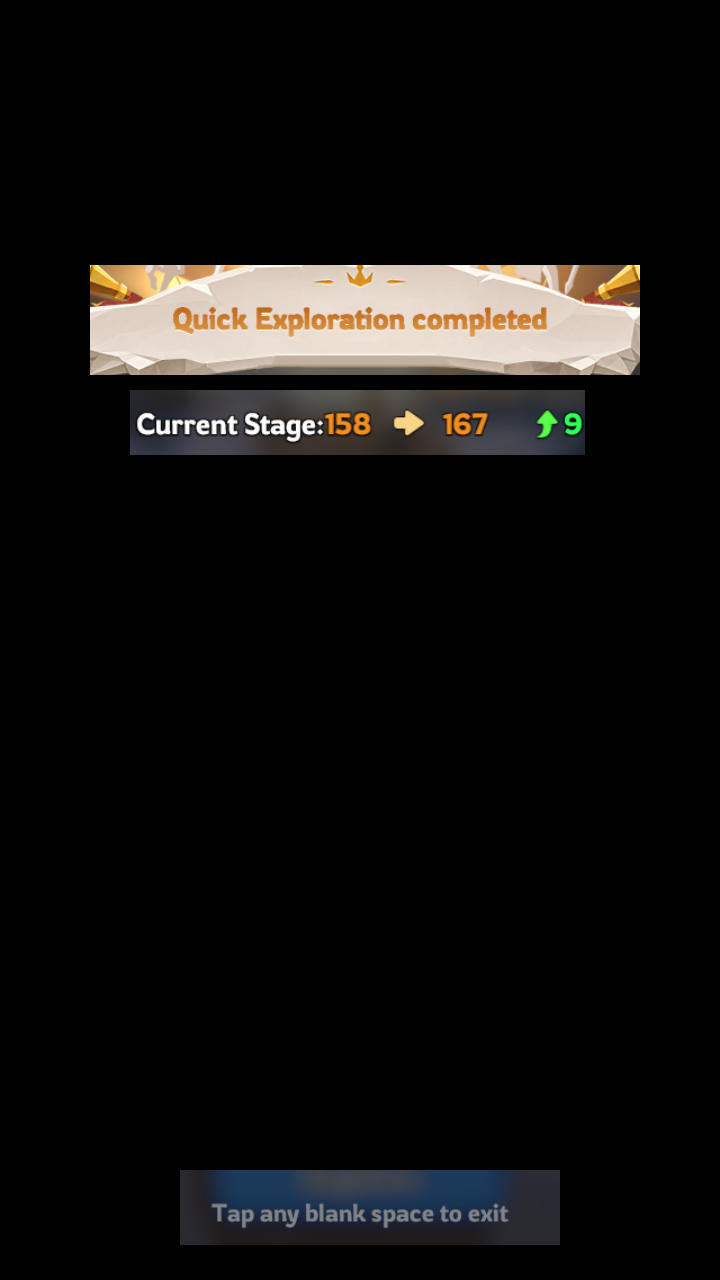 Quick Exploration completed
Current Stage:158 167 9
Tap any blank space to exit